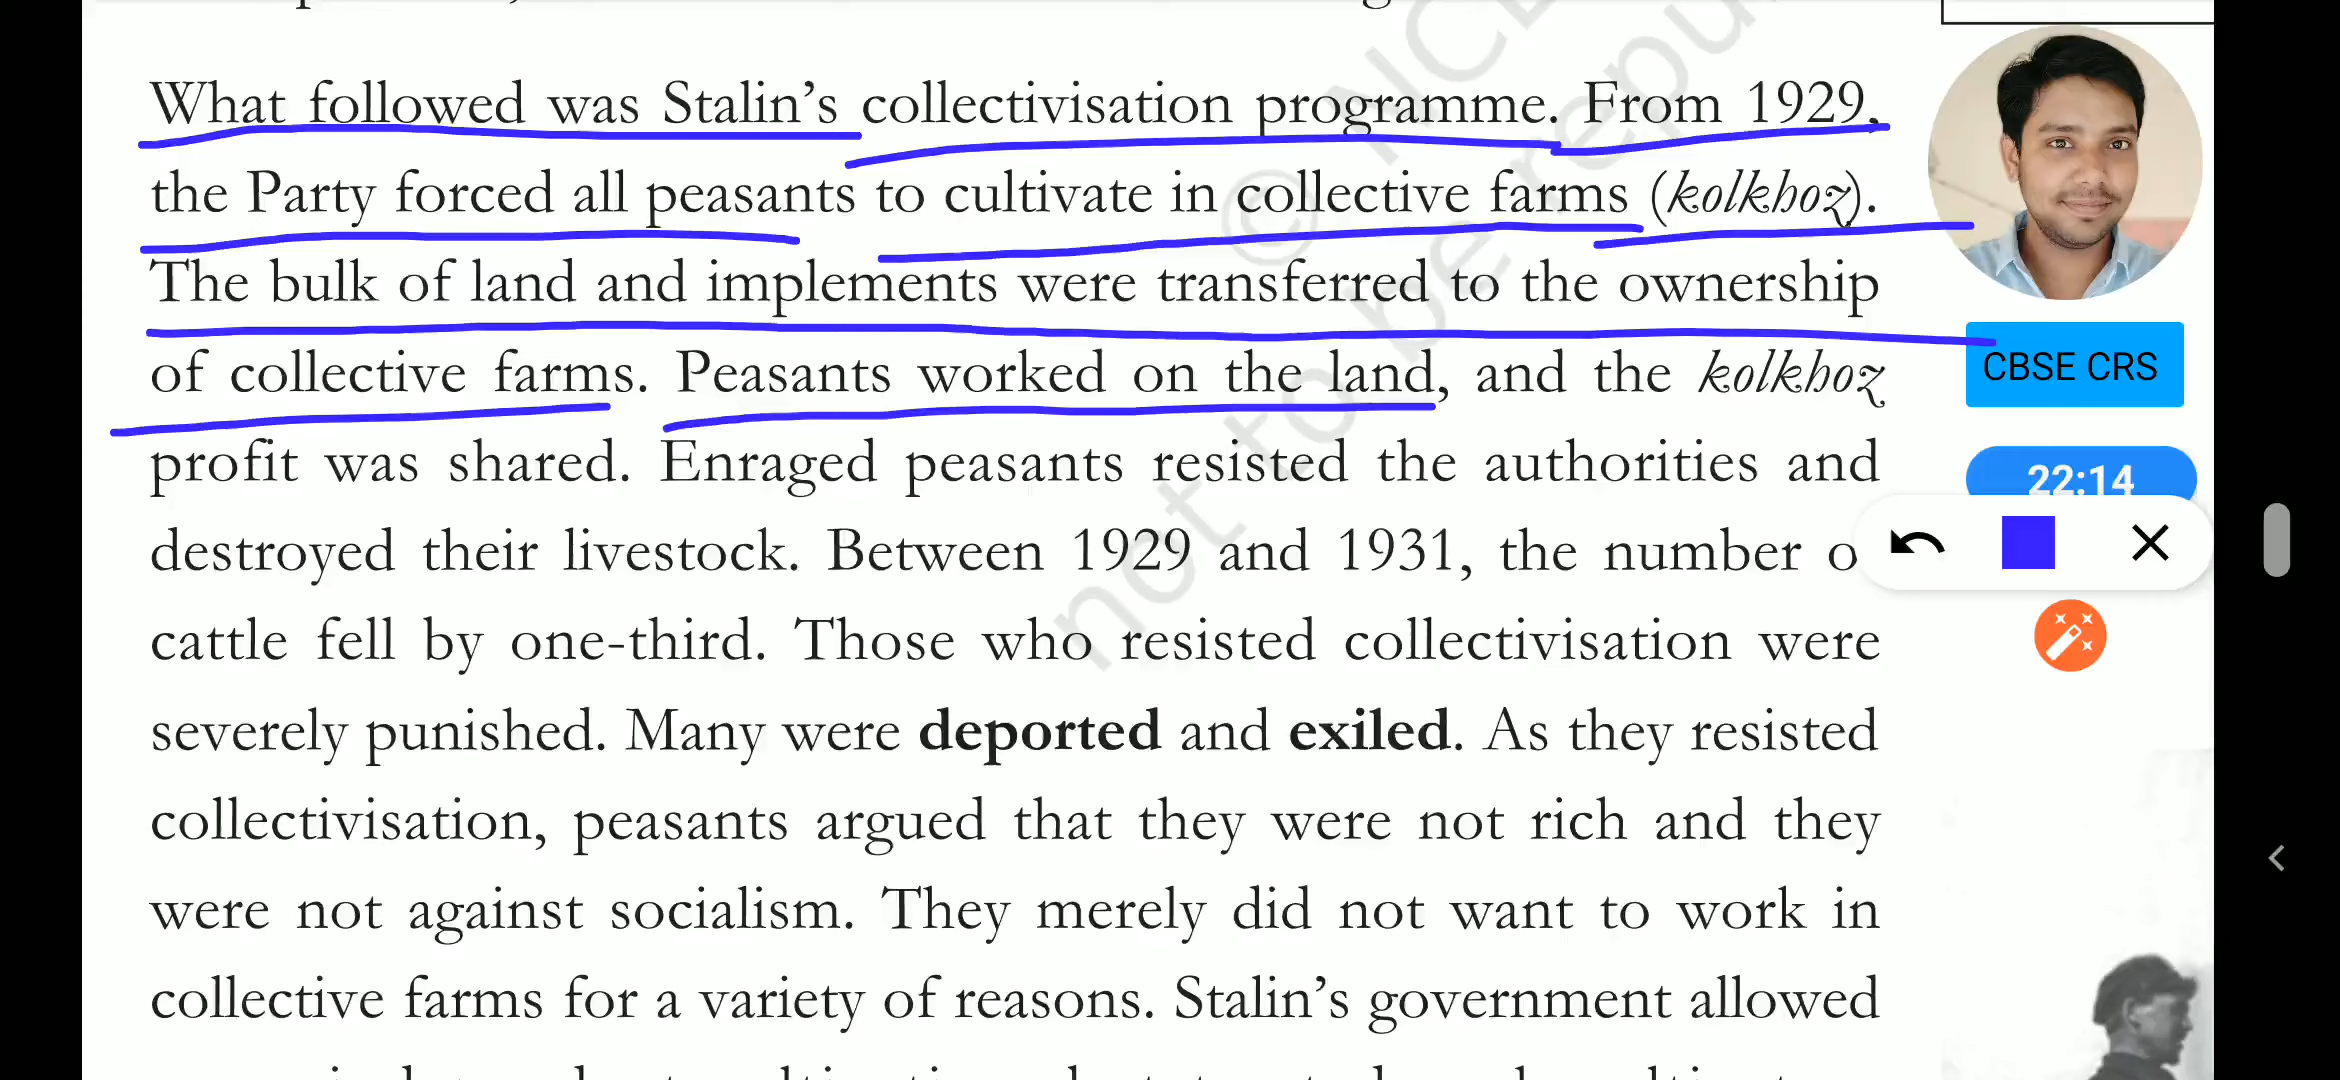 What followed was Stalin's collectivisation programme. From 1929,
the Party forced all peasants to cultivate in collective farms (kolkhoz).
The bulk of land and implements were transferred to the ownership
of collective farms. Peasants worked on the land, and the kolkhoz
profit was shared. Enraged peasants resisted the authorities and
destroyed their livestock. Between 1929 and 1931, the number o
cattle fell by one-third. Those who resisted collectivisation were
severely punished. Many were deported and exiled. As they resisted
collectivisation, peasants argued that they were not rich and they
were not against socialism. They merely did not want to work in
collective farms for a variety of reasons. Stalin's government allowed
© NCE
not to be repu
CBSE CRS
22:14